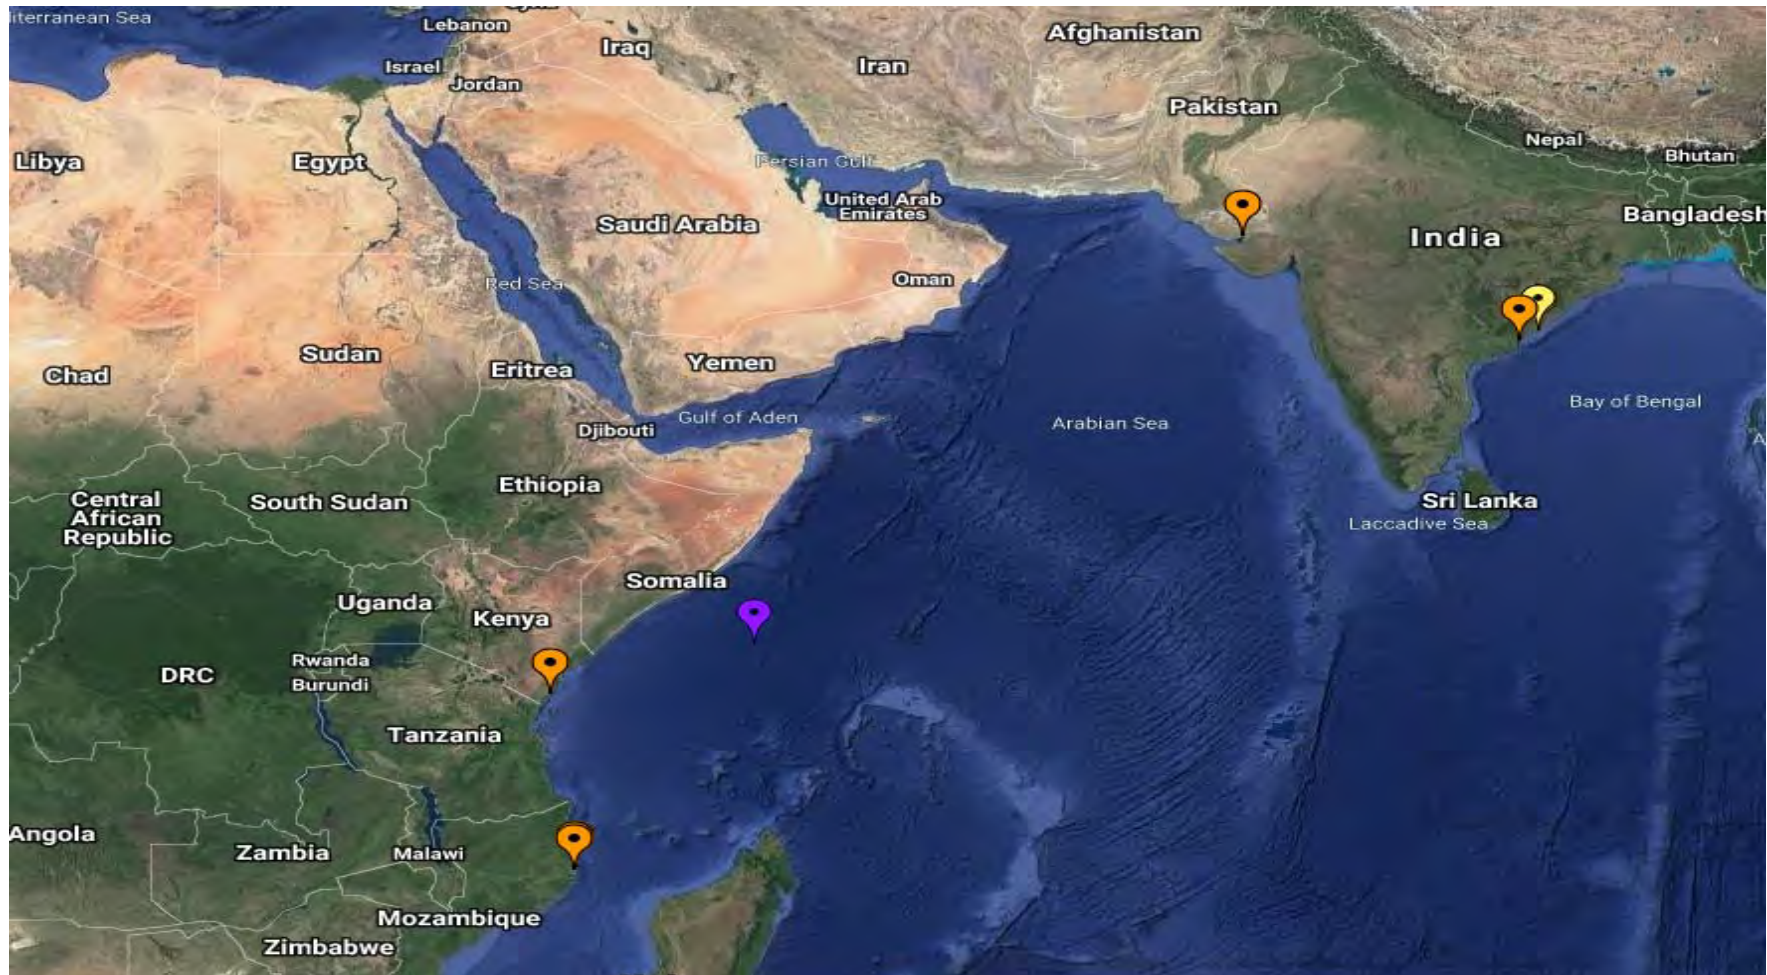 iterranean Sea
Lebanon
Iraq
Afghanistan
Israel
Iran
Jordan
Pakistan
Libya
Egypt
Persian Gulf
Nepal
Bhutan
United Arab
Emirates
Saudi Arabia
Bangladesh
India
Oman
Red Sea
Sudan
Yemen
Chad
Eritrea
Bay of Bengal
Gulf of Aden
Arabian Sea
Djibouti
A
Ethiopia
Central
African
Republic
South Sudan
Sri Lanka
Laccadive Sea
Somalia
Uganda
Kenya
Rwanda
DRC
Burundi
Tanzania
Angola
Zambia
Malawi
Mozambique
Zimbabwe